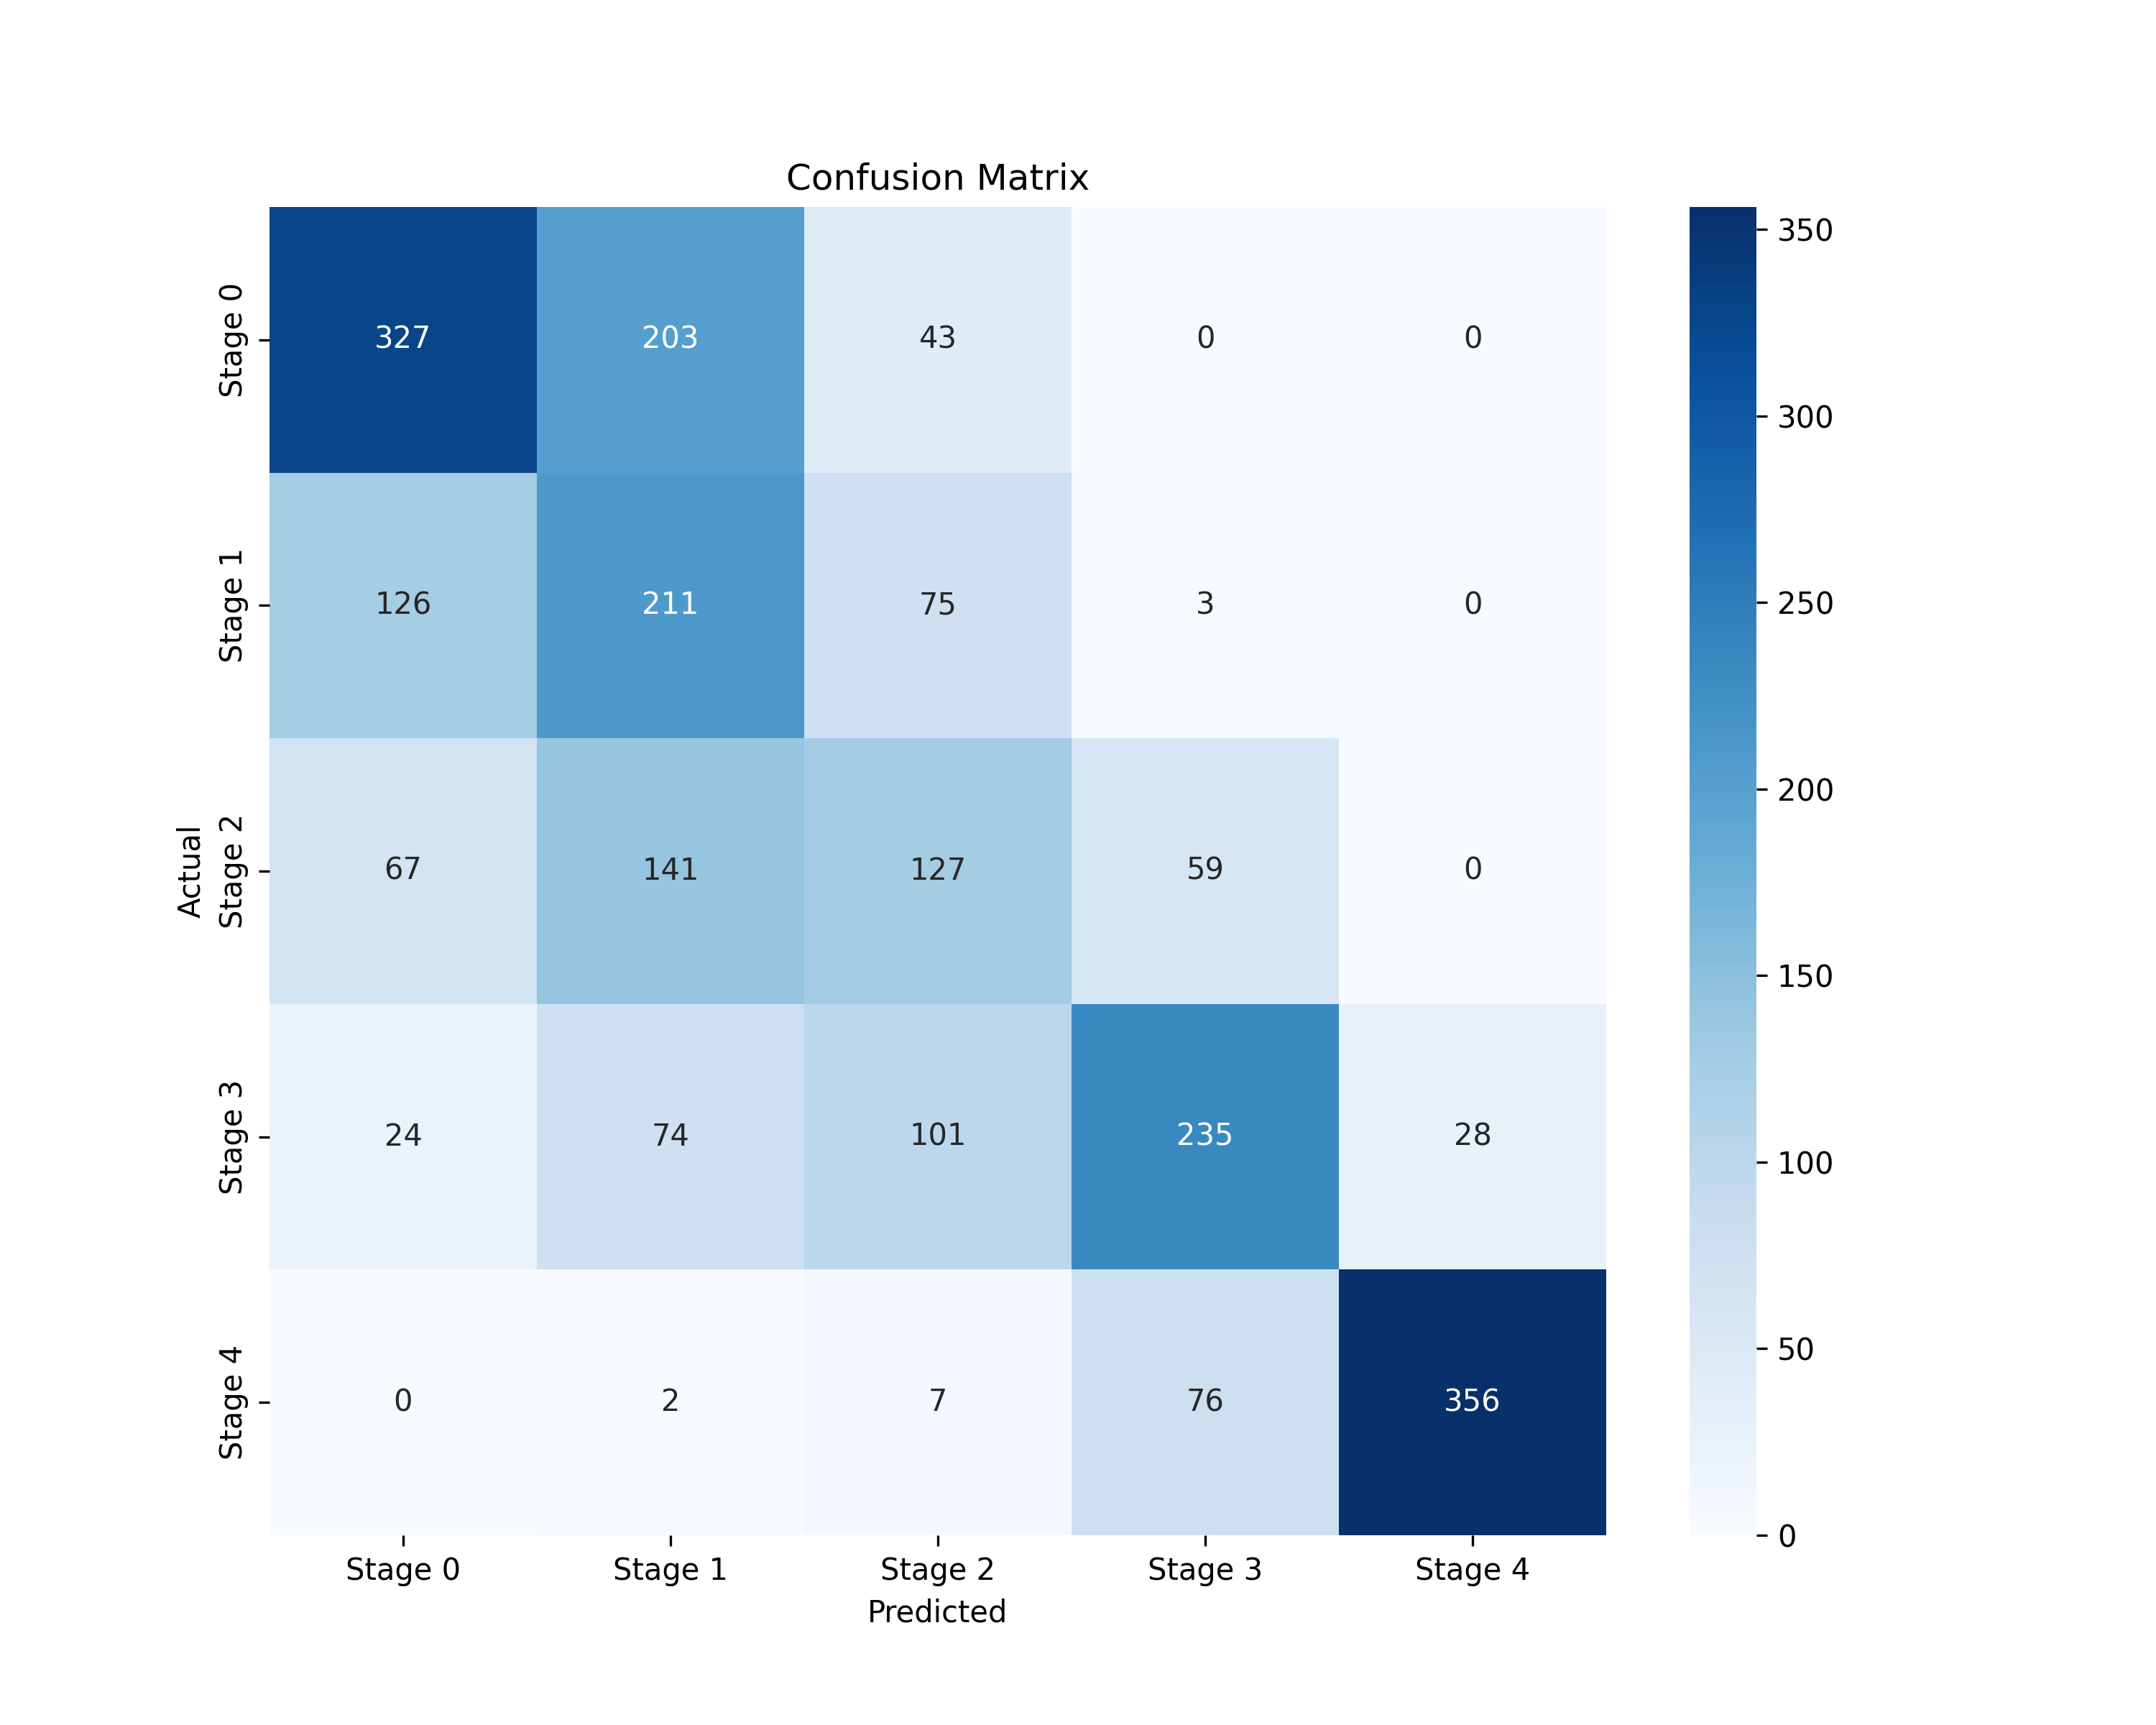 Confusion Matrix
Stage 0
327 203 43 0 0
Stage 1
126 211 75 3 0
Stage 2
67 141 127 59 0
Stage 3
24 74 101 235 28
Stage 4
0 2 7 76 356
Actual
Stage 0 Stage 1 Stage 2 Stage 3 Stage 4
Predicted
350
300
250
200
150
100
50
0